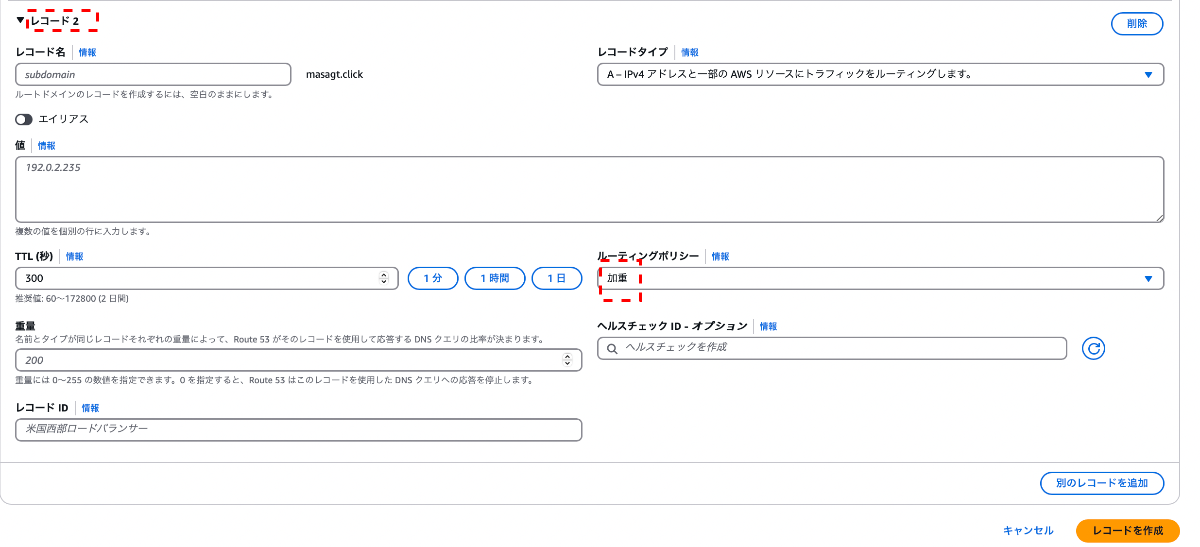 ▼レコード 2
削除
レコード名 情報
subdomain
masagt.click
ルートドメインのレコードを作成するには、空白のままにします。
レコードタイプ 情報
A – IPv4 アドレスと一部の AWS リソースにトラフィックをルーティングします。
エイリアス
値 情報
192.0.2.235
複数の値を個別の行に入力します。
TTL (秒) 情報
300
1 分
1 時間
1 日
推奨値: 60〜172800 (2 日間)
ルーティングポリシー 情報
加重
重量
名前とタイプが同じレコードそれぞれの重量によって、Route 53 がそのレコードを使用して応答する DNS クエリの比率が決まります。
200
重量には 0〜255 の数値を指定できます。0 を指定すると、Route 53 はこのレコードを使用した DNS クエリへの応答を停止します。
ヘルスチェック ID - オプション 情報
ヘルスチェックを作成
レコード ID 情報
米国西部ロードバランサー
別のレコードを追加
キャンセル
レコードを作成